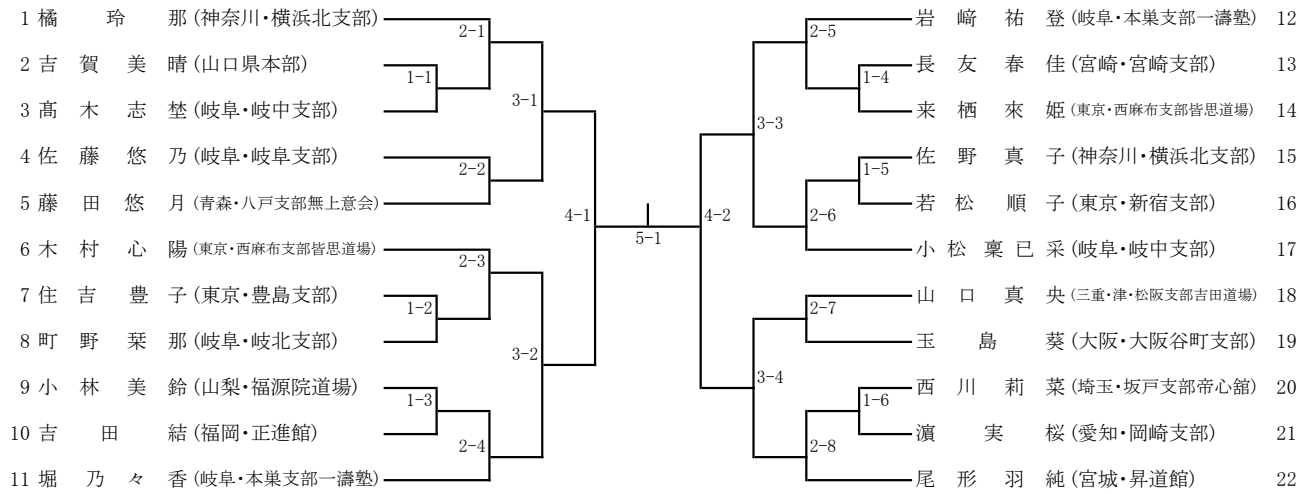 1 橘 玲 那 (神奈川・横浜北支部)
2 吉 賀 美 晴 (山口県本部)
3 髙 木 志 埜 (岐阜・岐中支部)
4 佐 藤 悠 乃 (岐阜・岐阜支部)
5 藤 田 悠 月 (青森・八戸支部無上意会)
6 木 村 心 陽 (東京・西麻布支部皆思道場)
7 住 吉 豊 子 (東京・豊島支部)
8 町 野 栞 那 (岐阜・岐北支部)
9 小 林 美 鈴 (山梨・福源院道場)
10 吉 田 結 (福岡・正進館)
11 堀 乃 々 香 (岐阜・本巣支部一濤塾)
2-1
1-1
3-1
2-2
4-1
2-3
1-2
3-2
1-3
2-4
5-1
4-2
2-5
1-4
3-3
1-5
2-6
2-7
3-4
1-6
2-8
岩 﨑 祐 登 (岐阜・本巣支部一濤塾) 12
長 友 春 佳 (宮崎・宮崎支部) 13
来 栖 來 姫 (東京・西麻布支部皆思道場) 14
佐 野 真 子 (神奈川・横浜北支部) 15
若 松 順 子 (東京・新宿支部) 16
小 松 稟 已 采 (岐阜・岐中支部) 17
山 口 真 央 (三重・津・松阪支部吉田道場) 18
玉 島 葵 (大阪・大阪谷町支部) 19
西 川 莉 菜 (埼玉・坂戸支部帝心舘) 20
濵 実 桜 (愛知・岡崎支部) 21
尾 形 羽 純 (宮城・昇道館) 22